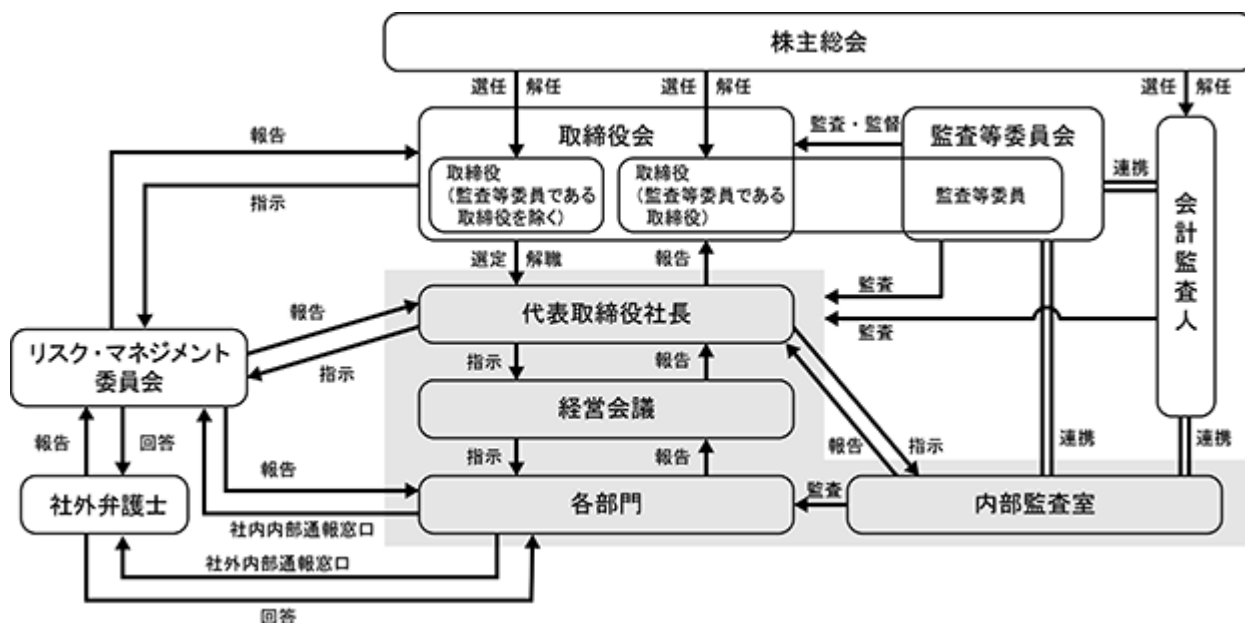 株主総会
選任 解任
選任 解任
選任 解任
取締役会
監査・監督
監査等委員会
報告
連携
取締役
(監査等委員である
取締役を除く)
取締役
(監査等委員である
取締役)
監査等委員
指示
会計監査人
選定 解職
報告
監査
代表取締役社長
報告
監査
リスク・マネジメント
委員会
指示
指示
報告
経営会議
報告
回答
指示
報告
報告
指示
連携
連携
報告
社外弁護士
各部門
監査
内部監査室
社内内部通報窓口
社外内部通報窓口
回答